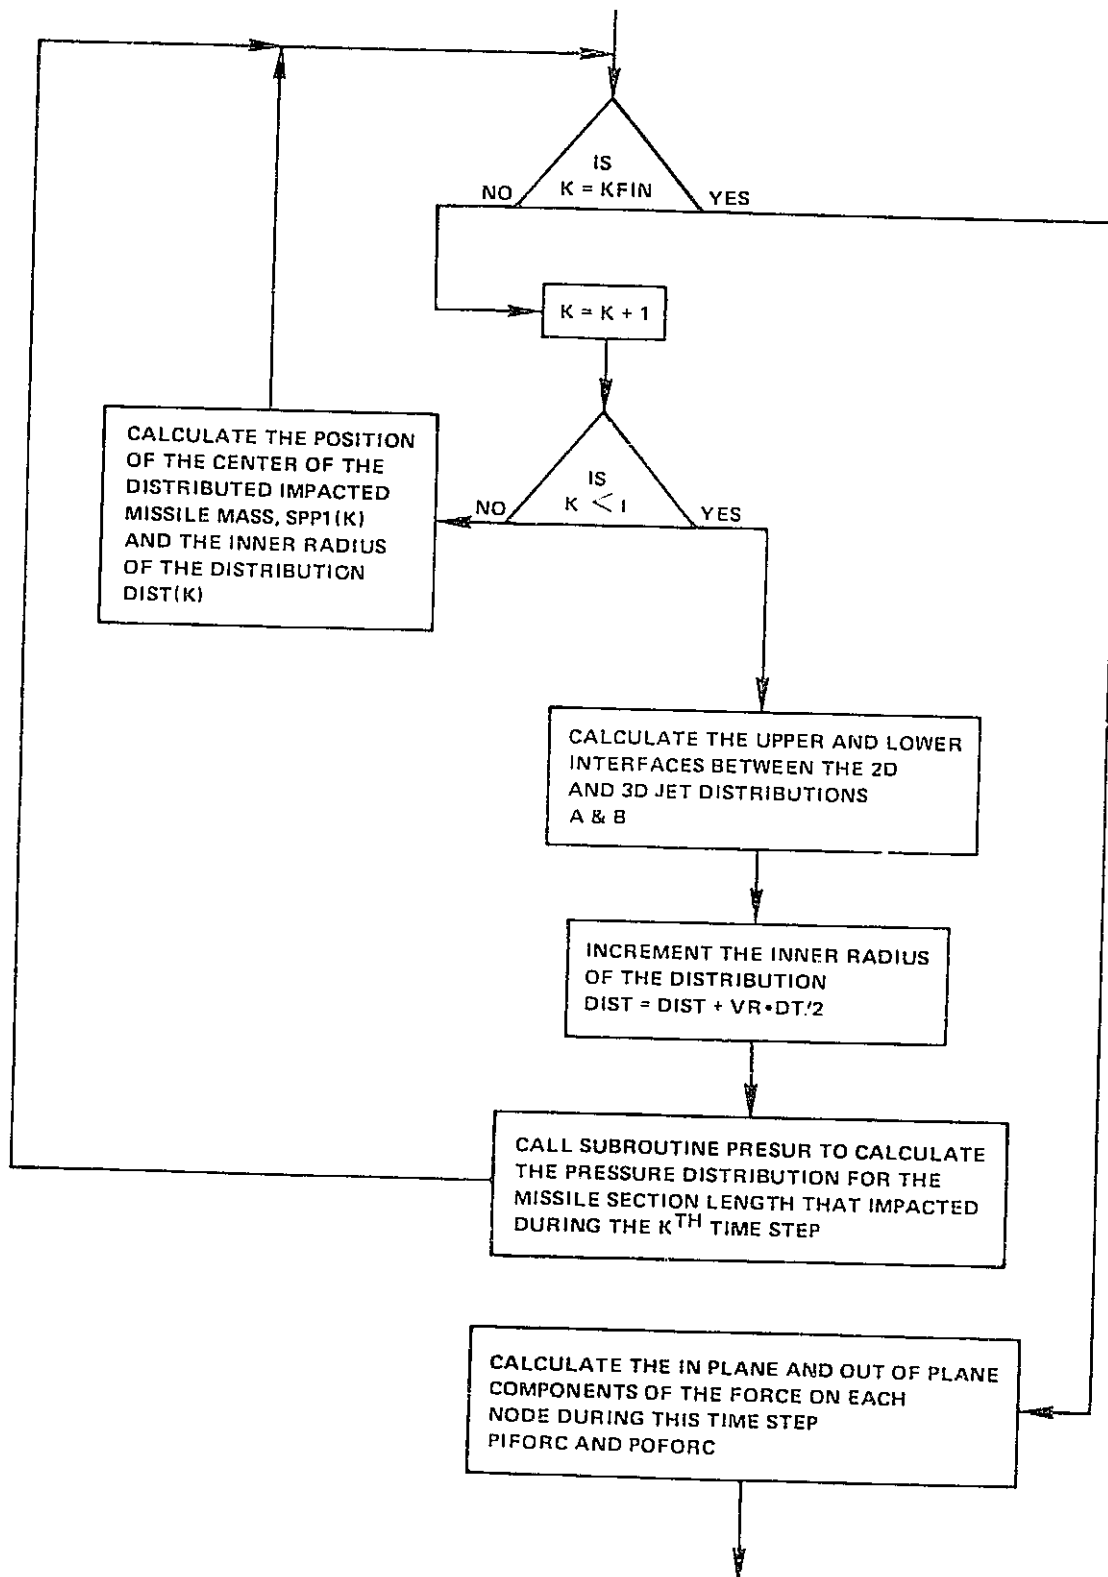 IS
K = KFIN
NO
YES
K = K + 1
IS
K < I
NO
YES
CALCULATE THE POSITION
OF THE CENTER OF THE
DISTRIBUTED IMPACTED
MISSILE MASS, SPP1(K)
AND THE INNER RADIUS
OF THE DISTRIBUTION
DIST(K)
CALCULATE THE UPPER AND LOWER
INTERFACES BETWEEN THE 2D
AND 3D JET DISTRIBUTIONS
A & B
INCREMENT THE INNER RADIUS
OF THE DISTRIBUTION
DIST = DIST + VR•DT/2
CALL SUBROUTINE PRESUR TO CALCULATE
THE PRESSURE DISTRIBUTION FOR THE
MISSILE SECTION LENGTH THAT IMPACTED
DURING THE KTH TIME STEP
CALCULATE THE IN PLANE AND OUT OF PLANE
COMPONENTS OF THE FORCE ON EACH
NODE DURING THIS TIME STEP
PIFORC AND POFORC